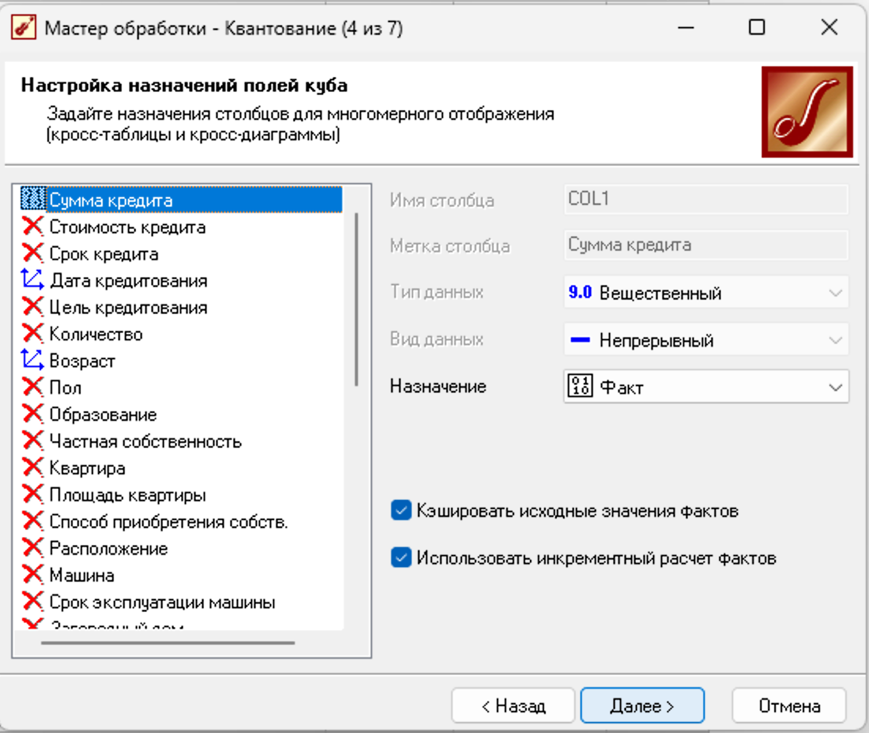 Мастер обработки - Квантование (4 из 7)
Настройка назначений полей куба
Задайте назначения столбцов для многомерного отображения
(кросс-таблицы и кросс-диаграммы)
Сумма кредита
Стоимость кредита
Срок кредита
Дата кредитования
Цель кредитования
Количество
Возраст
Пол
Образование
Частная собственность
Квартира
Площадь квартиры
Способ приобретения собств.
Расположение
Машина
Срок эксплуатации машины
Загородный дом
Имя столбца
COL1
Метка столбца
Сумма кредита
Тип данных
9.0 Вещественный
Вид данных
Непрерывный
Назначение
Факт
Кэшировать исходные значения фактов
Использовать инкрементный расчет фактов
< Назад
Далее >
Отмена